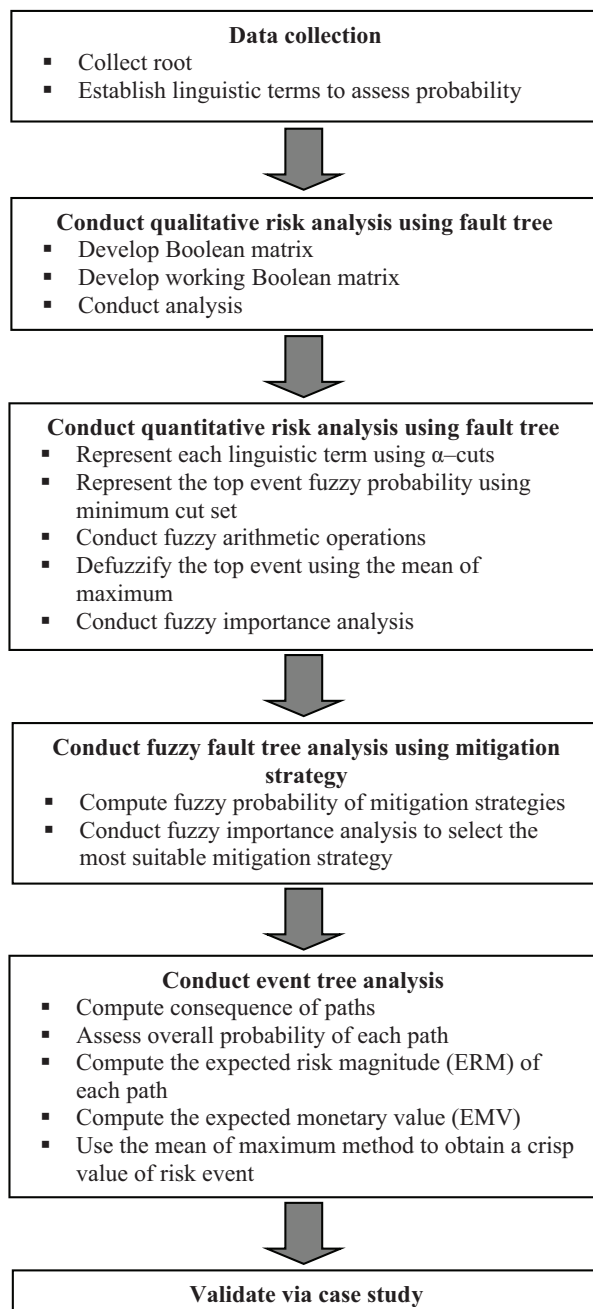 Data collection
▪ Collect root
▪ Establish linguistic terms to assess probability
Conduct qualitative risk analysis using fault tree
▪ Develop Boolean matrix
▪ Develop working Boolean matrix
▪ Conduct analysis
Conduct quantitative risk analysis using fault tree
▪ Represent each linguistic term using α–cuts
▪ Represent the top event fuzzy probability using
minimum cut set
▪ Conduct fuzzy arithmetic operations
▪ Defuzzify the top event using the mean of
maximum
▪ Conduct fuzzy importance analysis
Conduct fuzzy fault tree analysis using mitigation
strategy
▪ Compute fuzzy probability of mitigation strategies
▪ Conduct fuzzy importance analysis to select the
most suitable mitigation strategy
Conduct event tree analysis
▪ Compute consequence of paths
▪ Assess overall probability of each path
▪ Compute the expected risk magnitude (ERM) of
each path
▪ Compute the expected monetary value (EMV)
▪ Use the mean of maximum method to obtain a crisp
value of risk event
Validate via case study